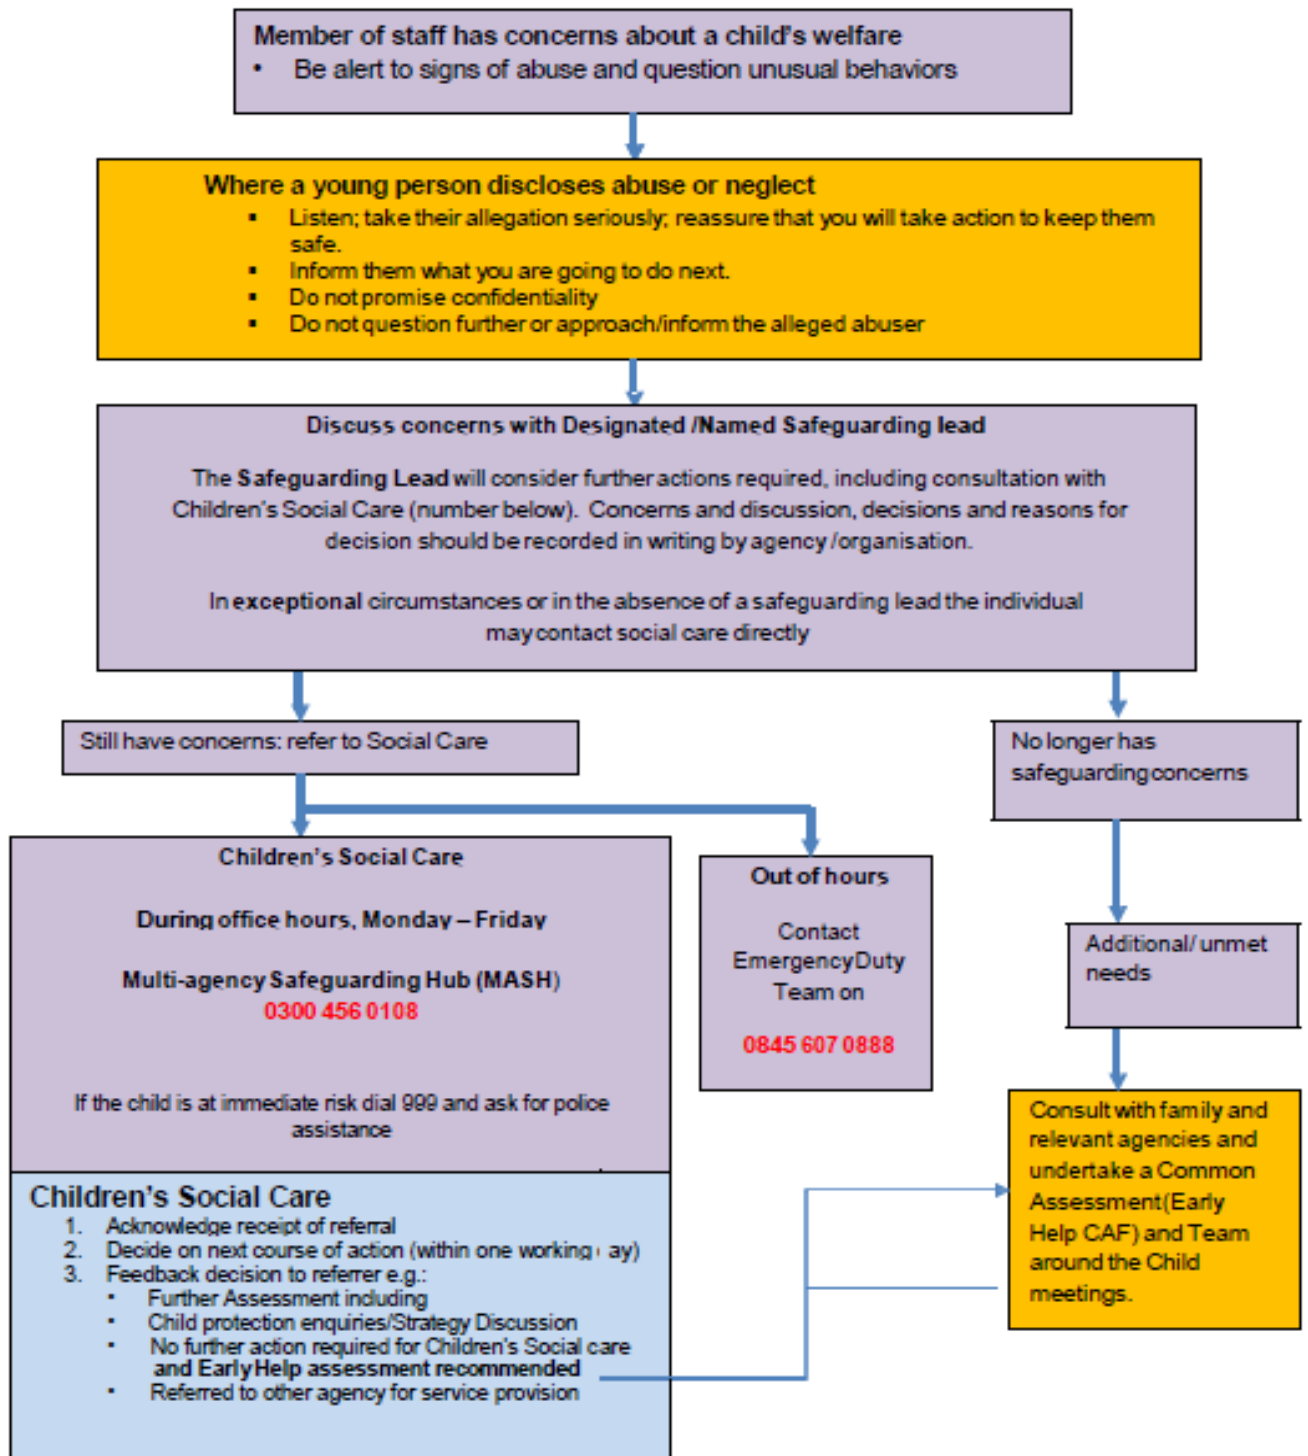 Member of staff has concerns about a child's welfare
• Be alert to signs of abuse and question unusual behaviors
Where a young person discloses abuse or neglect
▪ Listen; take their allegation seriously; reassure that you will take action to keep them
safe.
▪ Inform them what you are going to do next.
▪ Do not promise confidentiality
▪ Do not question further or approach/inform the alleged abuser
Discuss concerns with Designated /Named Safeguarding lead
The Safeguarding Lead will consider further actions required, including consultation with
Children's Social Care (number below). Concerns and discussion, decisions and reasons for
decision should be recorded in writing by agency /organisation.
In exceptional circumstances or in the absence of a safeguarding lead the individual
may contact social care directly
Still have concerns: refer to Social Care
No longer has
safeguarding concerns
Children's Social Care
During office hours, Monday – Friday
Multi-agency Safeguarding Hub (MASH)
0300 456 0108
If the child is at immediate risk dial 999 and ask for police
assistance
Out of hours
Contact
Emergency Duty
Team on
0845 607 0888
Additional/ unmet
needs
Consult with family and
relevant agencies and
undertake a Common
Assessment (Early
Help CAF) and Team
around the Child
meetings.
Children's Social Care
1. Acknowledge receipt of referral
2. Decide on next course of action (within one working ay)
3. Feedback decision to referrer e.g.:
• Further Assessment including
• Child protection enquiries/Strategy Discussion
• No further action required for Children's Social care
and Early Help assessment recommended
• Referred to other agency for service provision